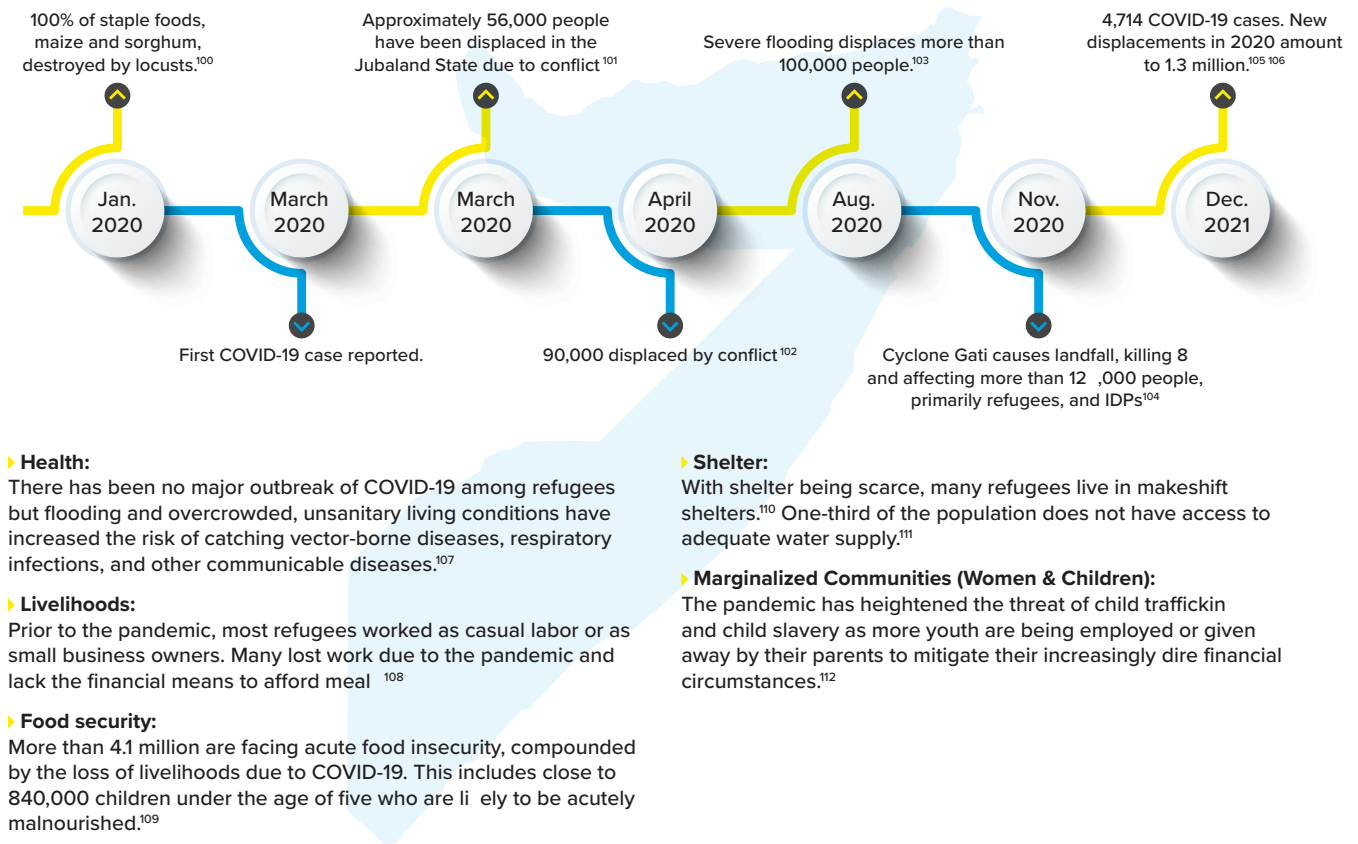 100% of staple foods,
maize and sorghum,
destroyed by locusts.100
Approximately 56,000 people
have been displaced in the
Jubaland State due to conflict 101
Severe flooding displaces more than
100,000 people.103
4,714 COVID-19 cases. New
displacements in 2020 amount
to 1.3 million.105 106
Jan.
2020
March
2020
March
2020
April
2020
Aug.
2020
Nov.
2020
Dec.
2021
First COVID-19 case reported.
90,000 displaced by conflict 102
Cyclone Gati causes landfall, killing 8
and affecting more than 12 ,000 people,
primarily refugees, and IDPs104
Health:
There has been no major outbreak of COVID-19 among refugees
but flooding and overcrowded, unsanitary living conditions have
increased the risk of catching vector-borne diseases, respiratory
infections, and other communicable diseases.107
Livelihoods:
Prior to the pandemic, most refugees worked as casual labor or as
small business owners. Many lost work due to the pandemic and
lack the financial means to afford meal 108
Food security:
More than 4.1 million are facing acute food insecurity, compounded
by the loss of livelihoods due to COVID-19. This includes close to
840,000 children under the age of five who are li ely to be acutely
malnourished.109
Shelter:
With shelter being scarce, many refugees live in makeshift
shelters.110 One-third of the population does not have access to
adequate water supply.111
Marginalized Communities (Women & Children):
The pandemic has heightened the threat of child traffickin
and child slavery as more youth are being employed or given
away by their parents to mitigate their increasingly dire financial
circumstances.112